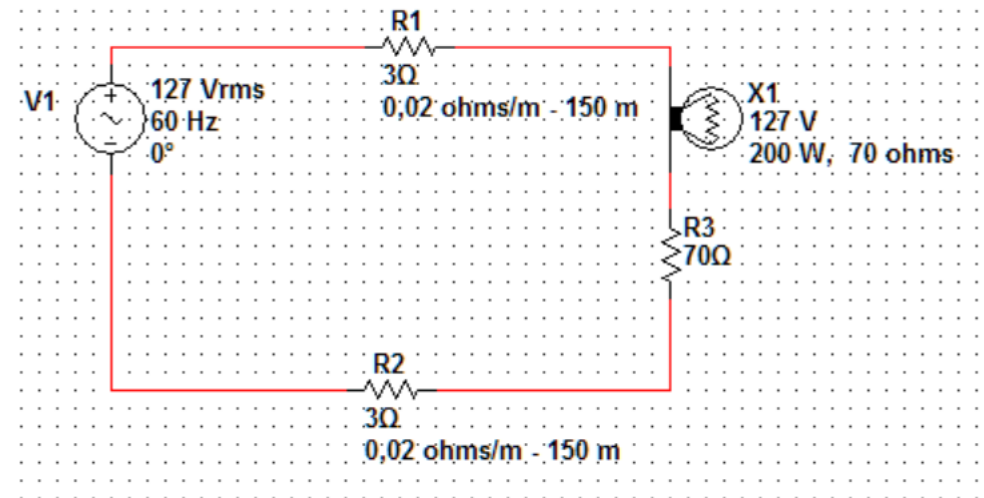 R1
3Ω
0,02 ohms/m - 150 m
V1
127 Vrms
60 Hz
0°
X1
127 V
200 W, 70 ohms
R3
70Ω
R2
3Ω
0,02 ohms/m - 150 m